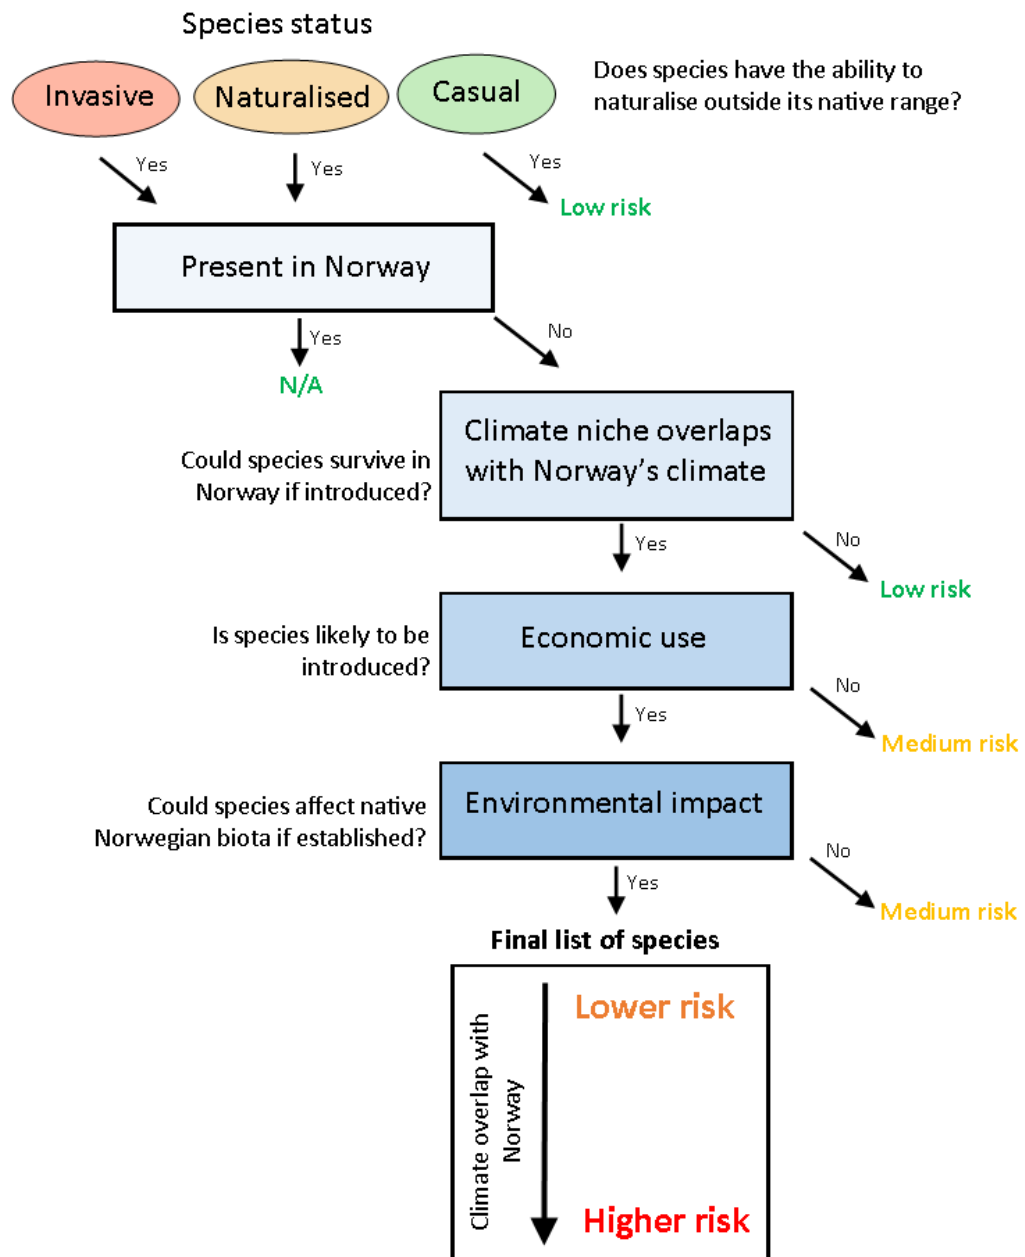 Species status
Invasive
Naturalised
Casual
Does species have the ability to
naturalise outside its native range?
Yes
Yes
Yes
Low risk
Present in Norway
Yes
No
N/A
Climate niche overlaps
with Norway's climate
Could species survive in
Norway if introduced?
Yes
No
Low risk
Economic use
Is species likely to be
introduced?
Yes
No
Medium risk
Environmental impact
Could species affect native
Norwegian biota if established?
Yes
No
Medium risk
Final list of species
Climate overlap with
Norway
Lower risk
Higher risk